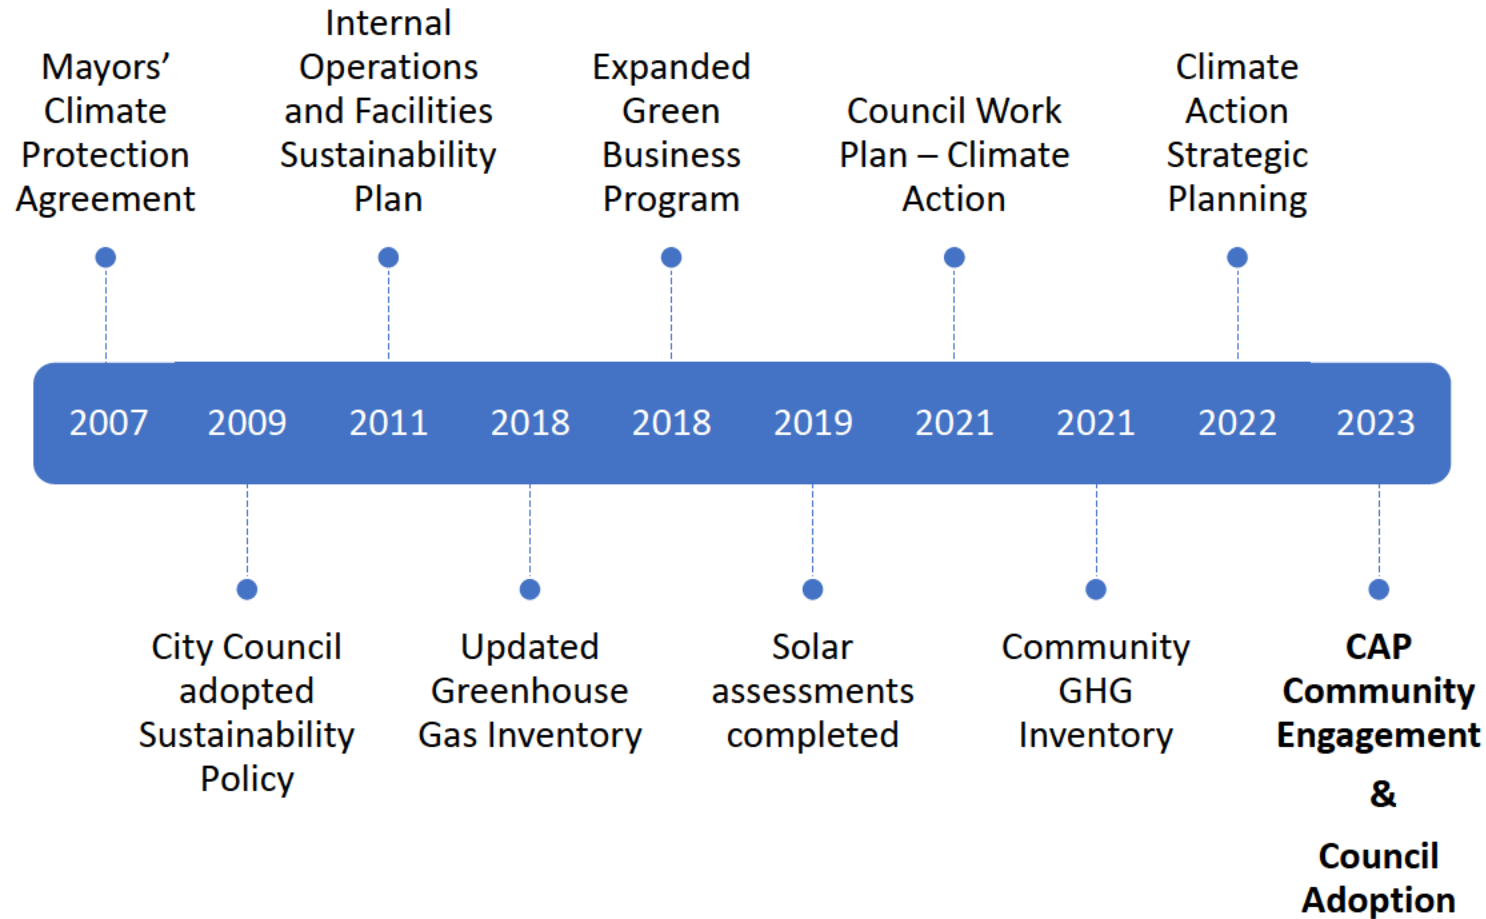 Mayors’
Climate
Protection
Agreement
Internal
Operations
and Facilities
Sustainability
Plan
Expanded
Green
Business
Program
Council Work
Plan – Climate
Action
Climate
Action
Strategic
Planning
2007 2009 2011 2018 2018 2019 2021 2021 2022 2023
City Council
adopted
Sustainability
Policy
Updated
Greenhouse
Gas Inventory
Solar
assessments
completed
Community
GHG
Inventory
CAP
Community
Engagement
&
Council
Adoption